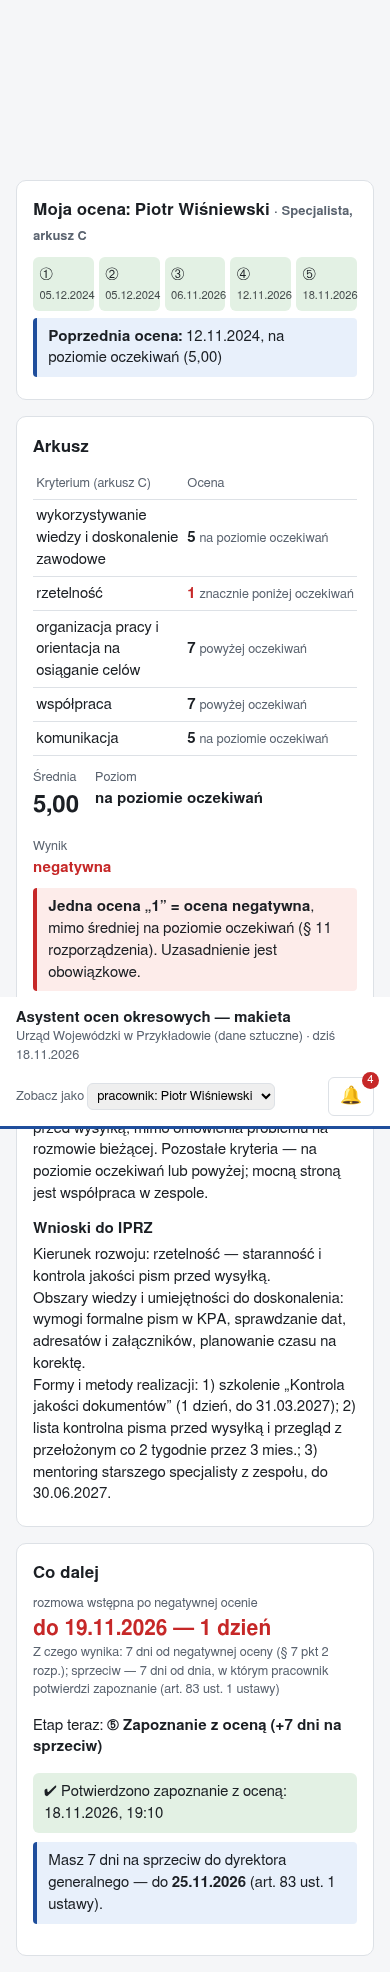 Moja ocena: Piotr Wiśniewski · Specjalista,
arkusz C
① ② ③ ④ ⑤
05.12.2024 05.12.2024 06.11.2026 12.11.2026 18.11.2026
Poprzednia ocena: 12.11.2024, na
poziomie oczekiwań (5,00)
Arkusz
Kryterium (arkusz C) Ocena
wykorzystywanie
wiedzy i doskonalenie
zawodowe
5 na poziomie oczekiwań
rzetelność 1 znacznie poniżej oczekiwań
organizacja pracy i
orientacja na
osiąganie celów
7 powyżej oczekiwań
współpraca 7 powyżej oczekiwań
komunikacja 5 na poziomie oczekiwań
Średnia Poziom
5,00 na poziomie oczekiwań
Wynik
negatywna
Jedna ocena „1” = ocena negatywna,
mimo średniej na poziomie oczekiwań (§ 11
rozporządzenia). Uzasadnienie jest
obowiązkowe.
Asystent ocen okresowych — makieta
Urząd Wojewódzki w Przykładowie (dane sztuczne) · dziś
18.11.2026
Zobacz jako pracownik: Piotr Wiśniewski 🔔 4
przed wysyłką, mimo omówienia problemu na
rozmowie bieżącej. Pozostałe kryteria — na
poziomie oczekiwań lub powyżej; mocną stroną
jest współpraca w zespole.
Wnioski do IPRZ
Kierunek rozwoju: rzetelność — staranność i
kontrola jakości pism przed wysyłką.
Obszary wiedzy i umiejętności do doskonalenia:
wymogi formalne pism w KPA, sprawdzanie dat,
adresatów i załączników, planowanie czasu na
korektę.
Formy i metody realizacji: 1) szkolenie „Kontrola
jakości dokumentów” (1 dzień, do 31.03.2027); 2)
lista kontrolna pisma przed wysyłką i przegląd z
przełożonym co 2 tygodnie przez 3 mies.; 3)
mentoring starszego specjalisty z zespołu, do
30.06.2027.
Co dalej
rozmowa wstępna po negatywnej ocenie
do 19.11.2026 — 1 dzień
Z czego wynika: 7 dni od negatywnej oceny (§ 7 pkt 2
rozp.); sprzeciw — 7 dni od dnia, w którym pracownik
potwierdzi zapoznanie (art. 83 ust. 1 ustawy)
Etap teraz: ⑤ Zapoznanie z oceną (+7 dni na
sprzeciw)
✔ Potwierdzono zapoznanie z oceną:
18.11.2026, 19:10
Masz 7 dni na sprzeciw do dyrektora
generalnego — do 25.11.2026 (art. 83 ust. 1
ustawy).